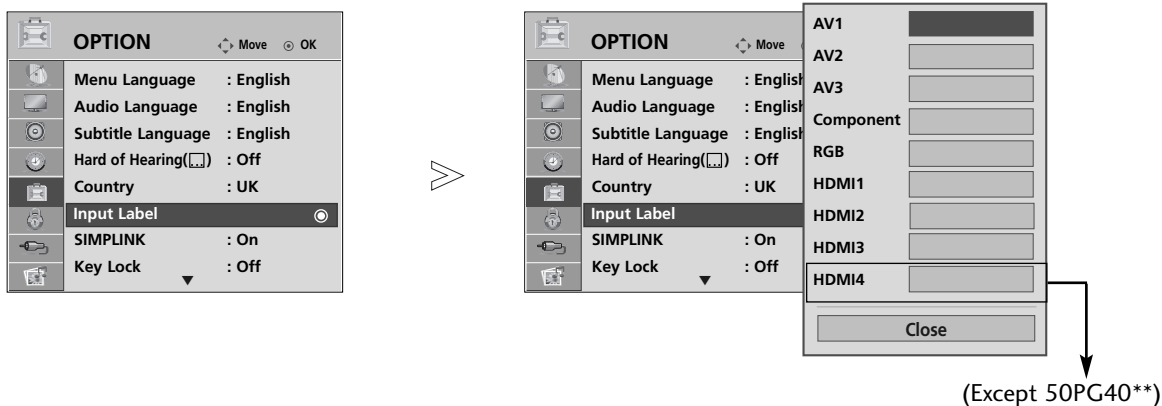 OPTION Move OK
Menu Language : English
Audio Language : English
Subtitle Language : English
Hard of Hearing( ) : Off
Country : UK
Input Label
SIMPLINK : On
Key Lock : Off
OPTION Move
Menu Language : English
Audio Language : English
Subtitle Language : English
Hard of Hearing( ) : Off
Country : UK
Input Label
SIMPLINK : On
Key Lock : Off
AV1
AV2
AV3
Component
RGB
HDMI1
HDMI2
HDMI3
HDMI4
Close
(Except 50PG40**)